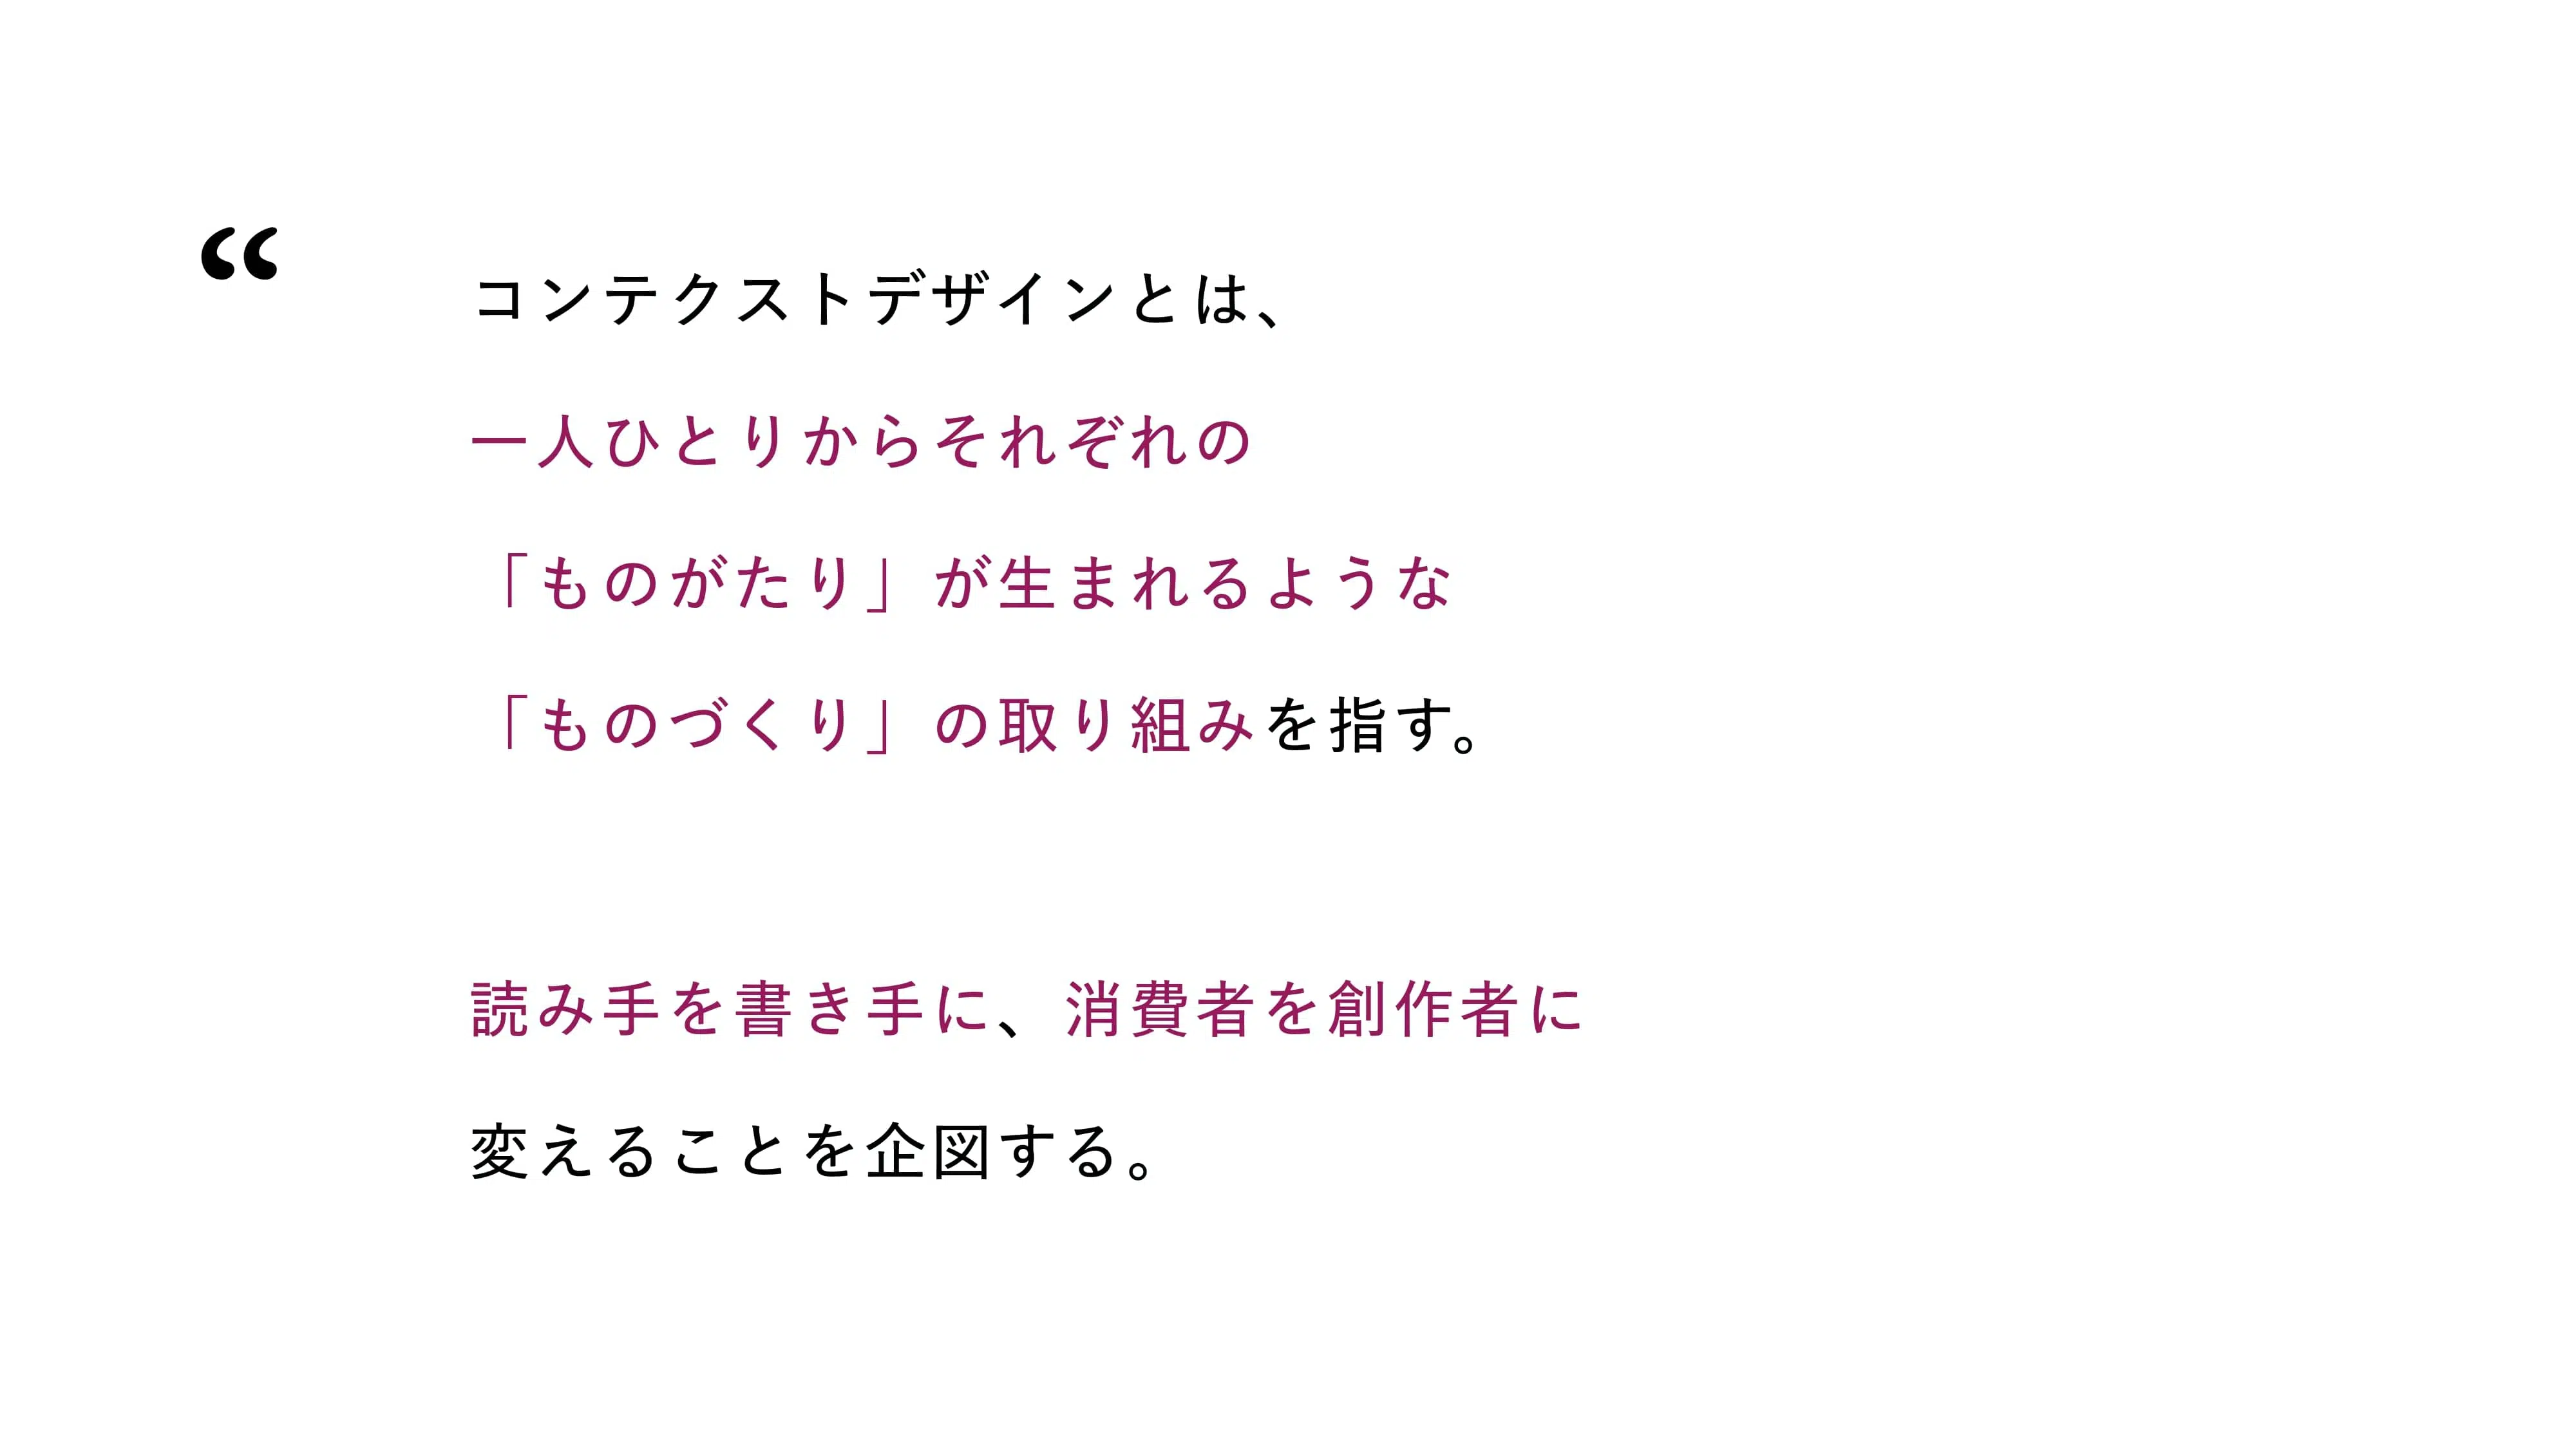 “
コンテクストデザインとは、
一人ひとりからそれぞれの
「ものがたり」が生まれるような
「ものづくり」の取り組みを指す。
読み手を書き手に、消費者を創作者に
変えることを企図する。